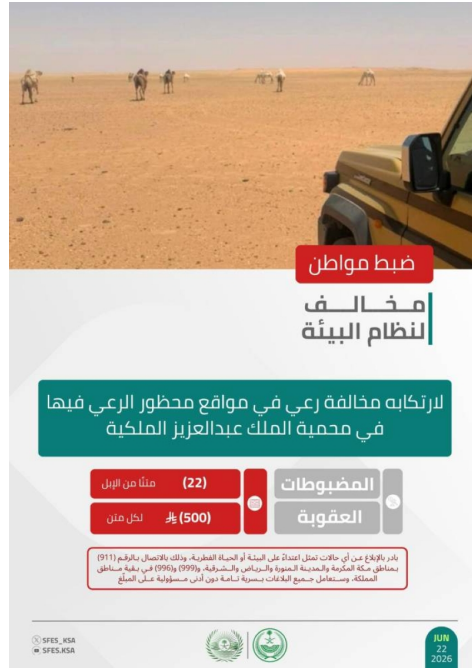 ضبط مواطن
مخالف
لنظام البيئة
لارتكابه مخالفة رعي في مواقع محظور الرعي فيها
في محمية الملك عبدالعزيز الملكية
المضبوطات
(22) متنًا من الإبل
العقوبة
(500) ⃁ لكل متن
بادر بالإبلاغ عن أي حالات تمثل اعتداءً على البيئة أو الحياة الفطرية، وذلك بالاتصال بالرقم (911)
بمناطق مكة المكرمة والمدينة المنورة والرياض والشرقية، و(999) و(996) في بقية مناطق
المملكة، وستعامل جميع البلاغات بسرية تامة دون أدنى مسؤولية على المبلّغ
SFES_KSA
SFES.KSA
JUN
22
2026